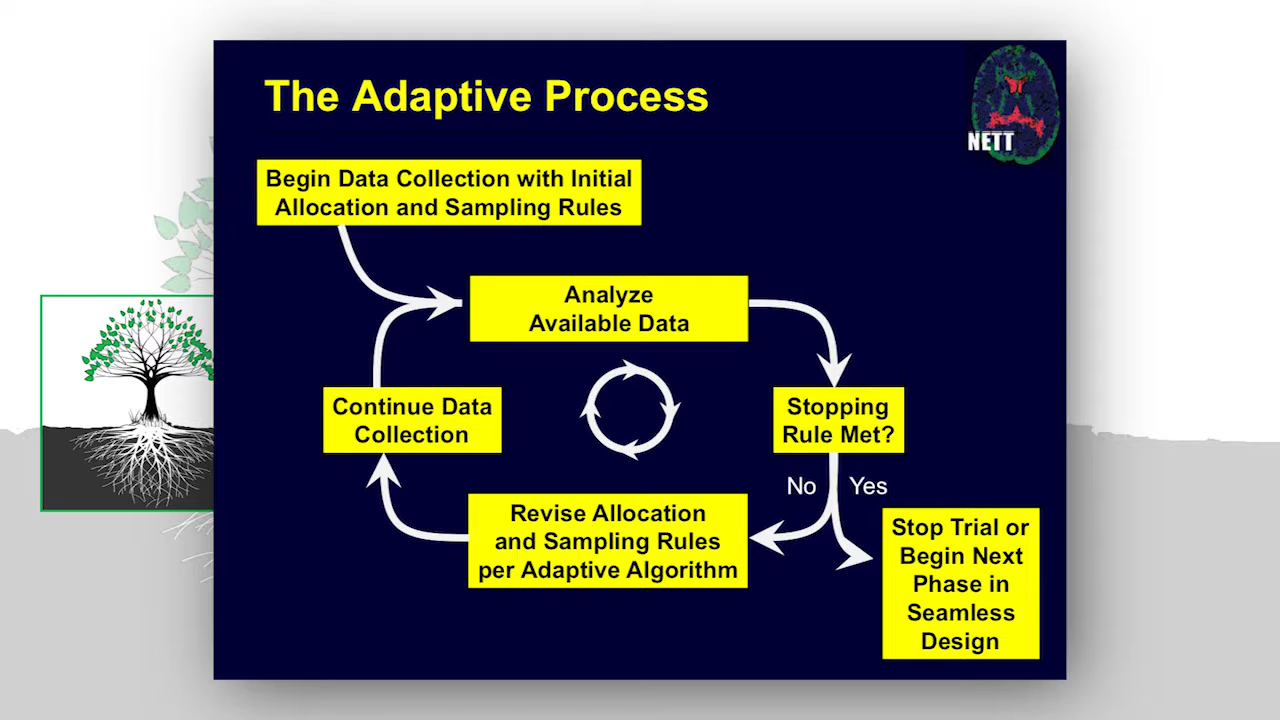 The Adaptive Process
NETT
Begin Data Collection with Initial
Allocation and Sampling Rules
Analyze
Available Data
Continue Data
Collection
Stopping
Rule Met?
No
Yes
Revise Allocation
and Sampling Rules
per Adaptive Algorithm
Stop Trial or
Begin Next
Phase in
Seamless
Design